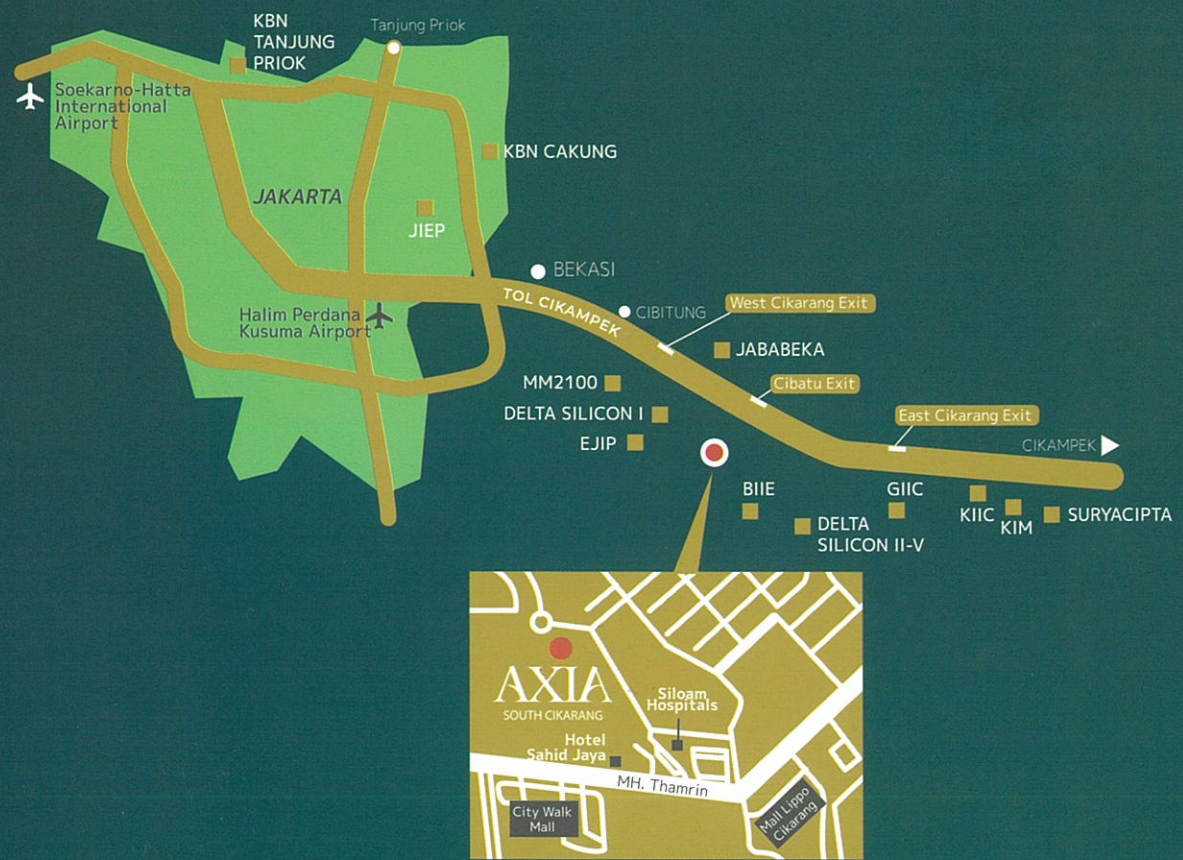 KBN
TANJUNG
PRIOK
Tanjung Priok
Soekarno-Hatta
International
Airport
KBN CAKUNG
JAKARTA
JIEP
BEKASI
Halim Perdana
Kusuma Airport
TOL CIKAMPEK
CIBITUNG
West Cikarang Exit
JABABEKA
MM2100
Cibatu Exit
DELTA SILICON I
EJIP
East Cikarang Exit
CIKAMPEK
BIIE
GIIC
DELTA
SILICON II-V
KIIC
KIM
SURYACIPTA
AXIA
SOUTH CIKARANG
Siloam
Hospitals
Hotel
Sahid Jaya
MH. Thamrin
City Walk
Mall
Mall Lippo
Cikarang